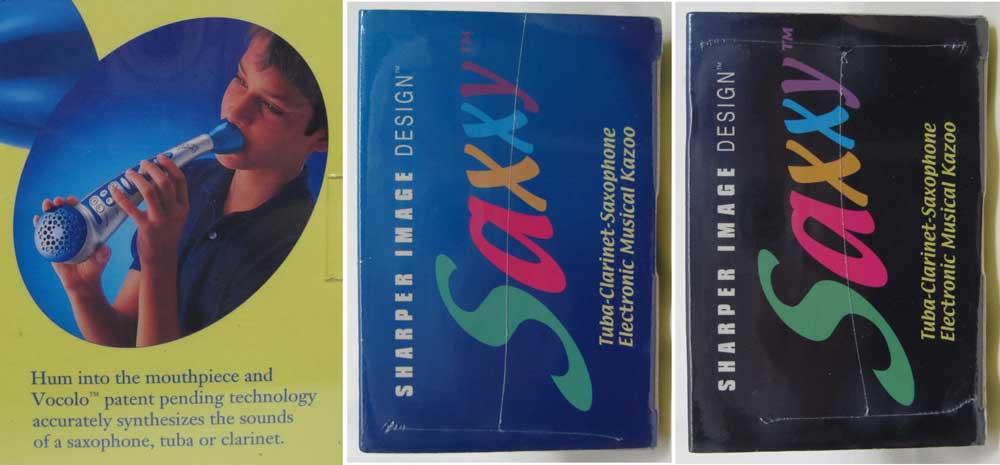 Hum into the mouthpiece and
Vocolo™ patent pending technology
accurately synthesizes the sounds
of a saxophone, tuba or clarinet.
SHARPER IMAGE DESIGN™
Saxxy™
Tuba-Clarinet-Saxophone
Electronic Musical Kazoo
SHARPER IMAGE DESIGN™
Saxxy™
Tuba-Clarinet-Saxophone
Electronic Musical Kazoo